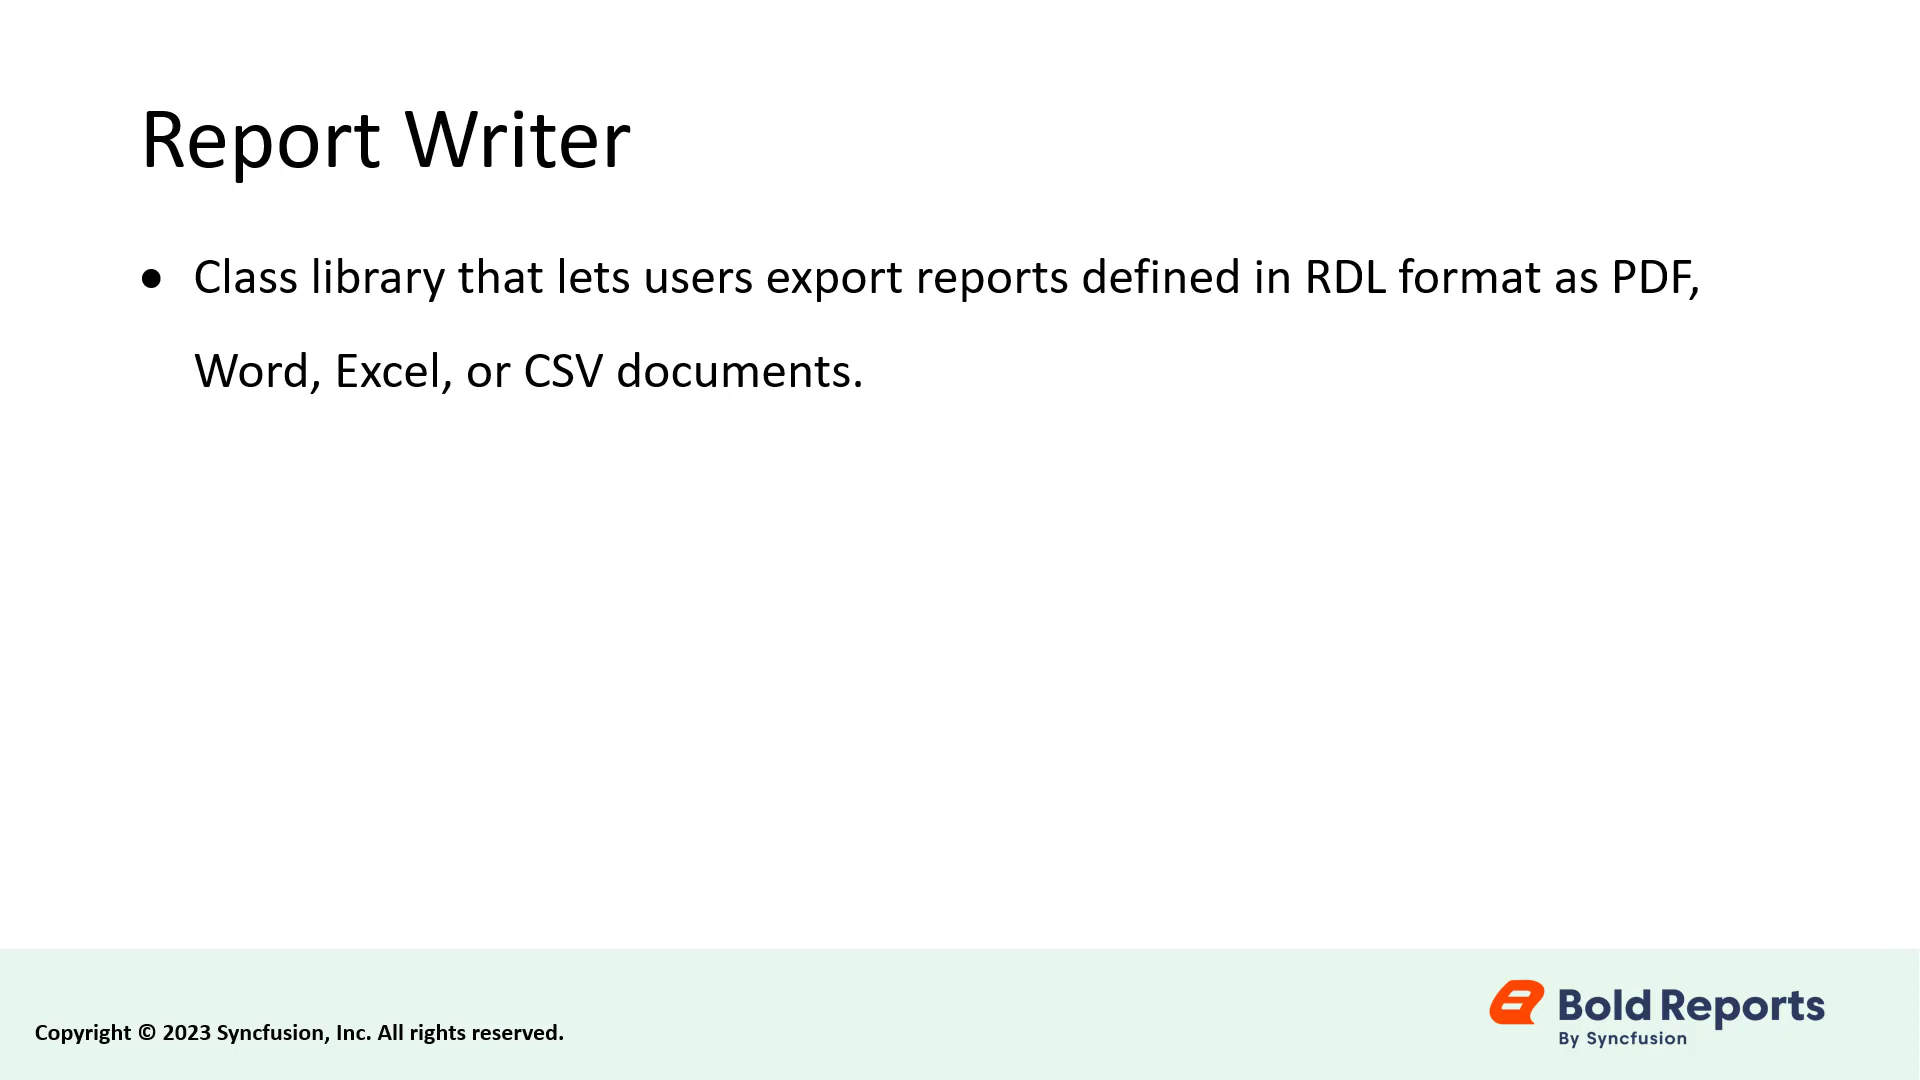 Report Writer
● Class library that lets users export reports defined in RDL format as PDF,
Word, Excel, or CSV documents.
Copyright © 2023 Syncfusion, Inc. All rights reserved.
Bold Reports
By Syncfusion